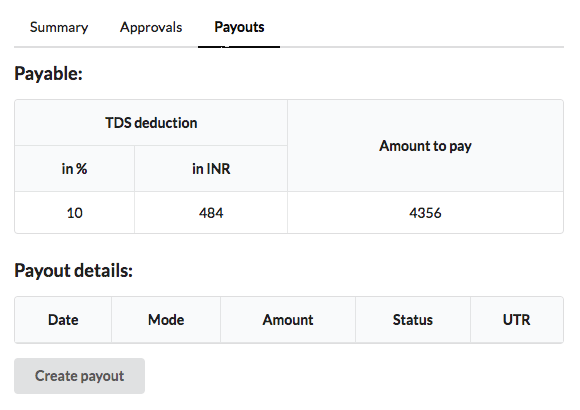 Summary Approvals Payouts
Payable:
TDS deduction
Amount to pay
in % in INR
10 484 4356
Payout details:
Date Mode Amount Status UTR
Create payout